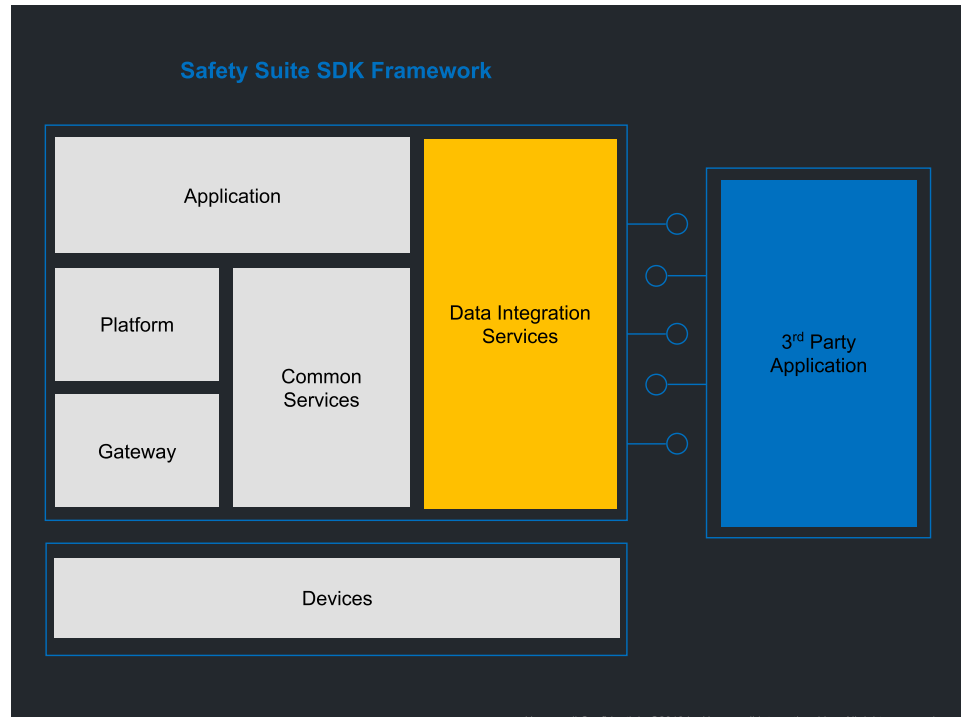 Safety Suite SDK Framework
Application
Platform
Common
Services
Gateway
Data Integration
Services
3rd Party
Application
Devices